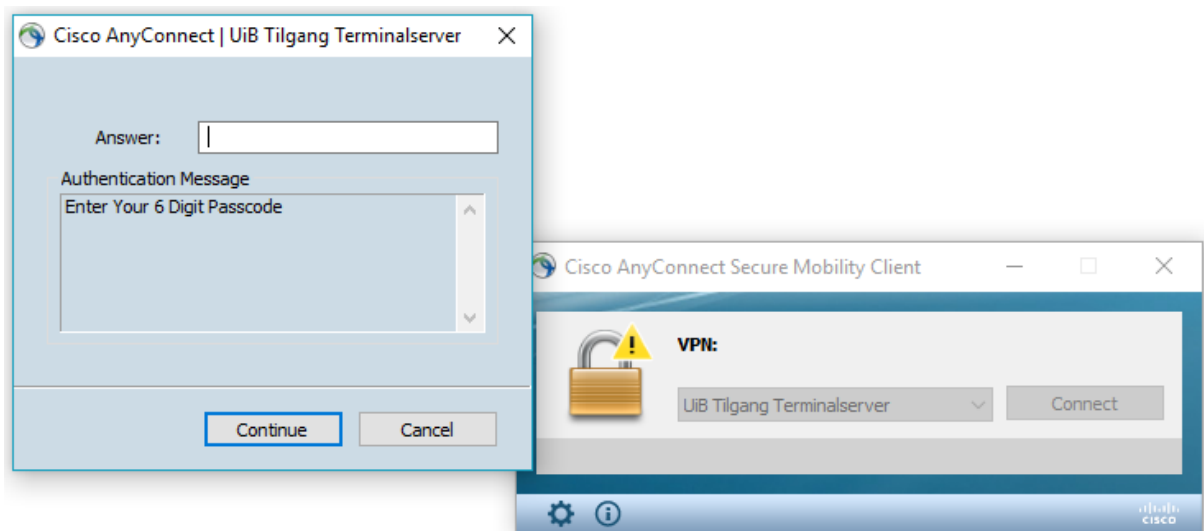 Cisco AnyConnect | UiB Tilgang Terminalserver
Answer:
Authentication Message
Enter Your 6 Digit Passcode
Continue
Cancel
Cisco AnyConnect Secure Mobility Client
VPN:
UiB Tilgang Terminalserver
Connect
CISCO